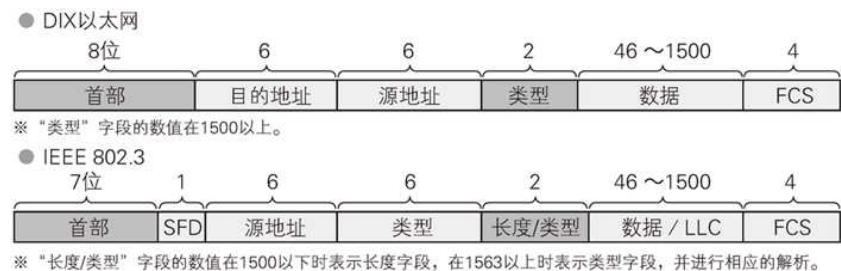 ● DIX以太网
8位 6 6 2 46 ～1500 4
首部 目的地址 源地址 类型 数据 FCS
※ “类型”字段的数值在1500以上。
● IEEE 802.3
7位 1 6 6 2 46 ～1500 4
首部 SFD 源地址 类型 长度/类型 数据 / LLC FCS
※ “长度/类型”字段的数值在1500以下时表示长度字段，在1563以上时表示类型字段，并进行相应的解析。